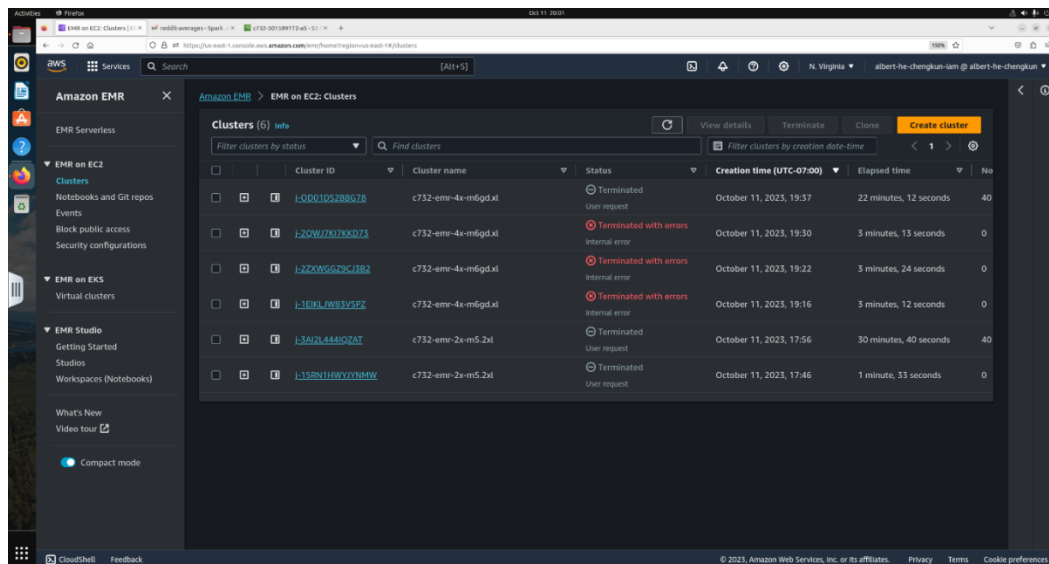 Activities Firefox Oct 11 20:01
EMR on EC2: Clusters | reddit-averages - Spark c732-301599772-a5 - S3
https://us-east-1.console.aws.amazon.com/emr/home?region=us-east-1#/clusters 150%
aws Services Search [Alt+S] N. Virginia albert-he-chengkun-iam @ albert-he-chengkun
Amazon EMR
EMR Serverless
EMR on EC2
Clusters
Notebooks and Git repos
Events
Block public access
Security configurations
EMR on EKS
Virtual clusters
EMR Studio
Getting Started
Studios
Workspaces (Notebooks)
What's New
Video tour
Compact mode
Amazon EMR > EMR on EC2: Clusters
Clusters (6) Info View details Terminate Clone Create cluster
Filter clusters by status Find clusters Filter clusters by creation date-time 1
Cluster ID Cluster name Status Creation time (UTC-07:00) Elapsed time No
j-OD01D52BBG7B c732-emr-4x-m6gd.xl Terminated User request October 11, 2023, 19:37 22 minutes, 12 seconds 40
j-2QWJ7KI7KKD73 c732-emr-4x-m6gd.xl Terminated with errors Internal error October 11, 2023, 19:30 3 minutes, 13 seconds 0
j-2ZXWGGZ9CJ3B2 c732-emr-4x-m6gd.xl Terminated with errors Internal error October 11, 2023, 19:22 3 minutes, 24 seconds 0
j-1EIKLJW83VSPZ c732-emr-4x-m6gd.xl Terminated with errors Internal error October 11, 2023, 19:16 3 minutes, 12 seconds 0
j-3AI2L444IQZAT c732-emr-2x-m5.2xl Terminated User request October 11, 2023, 17:56 30 minutes, 40 seconds 40
j-15RN1HWYJYNMW c732-emr-2x-m5.2xl Terminated User request October 11, 2023, 17:46 1 minute, 33 seconds 0
CloudShell Feedback © 2023, Amazon Web Services, Inc. or its affiliates. Privacy Terms Cookie preferences